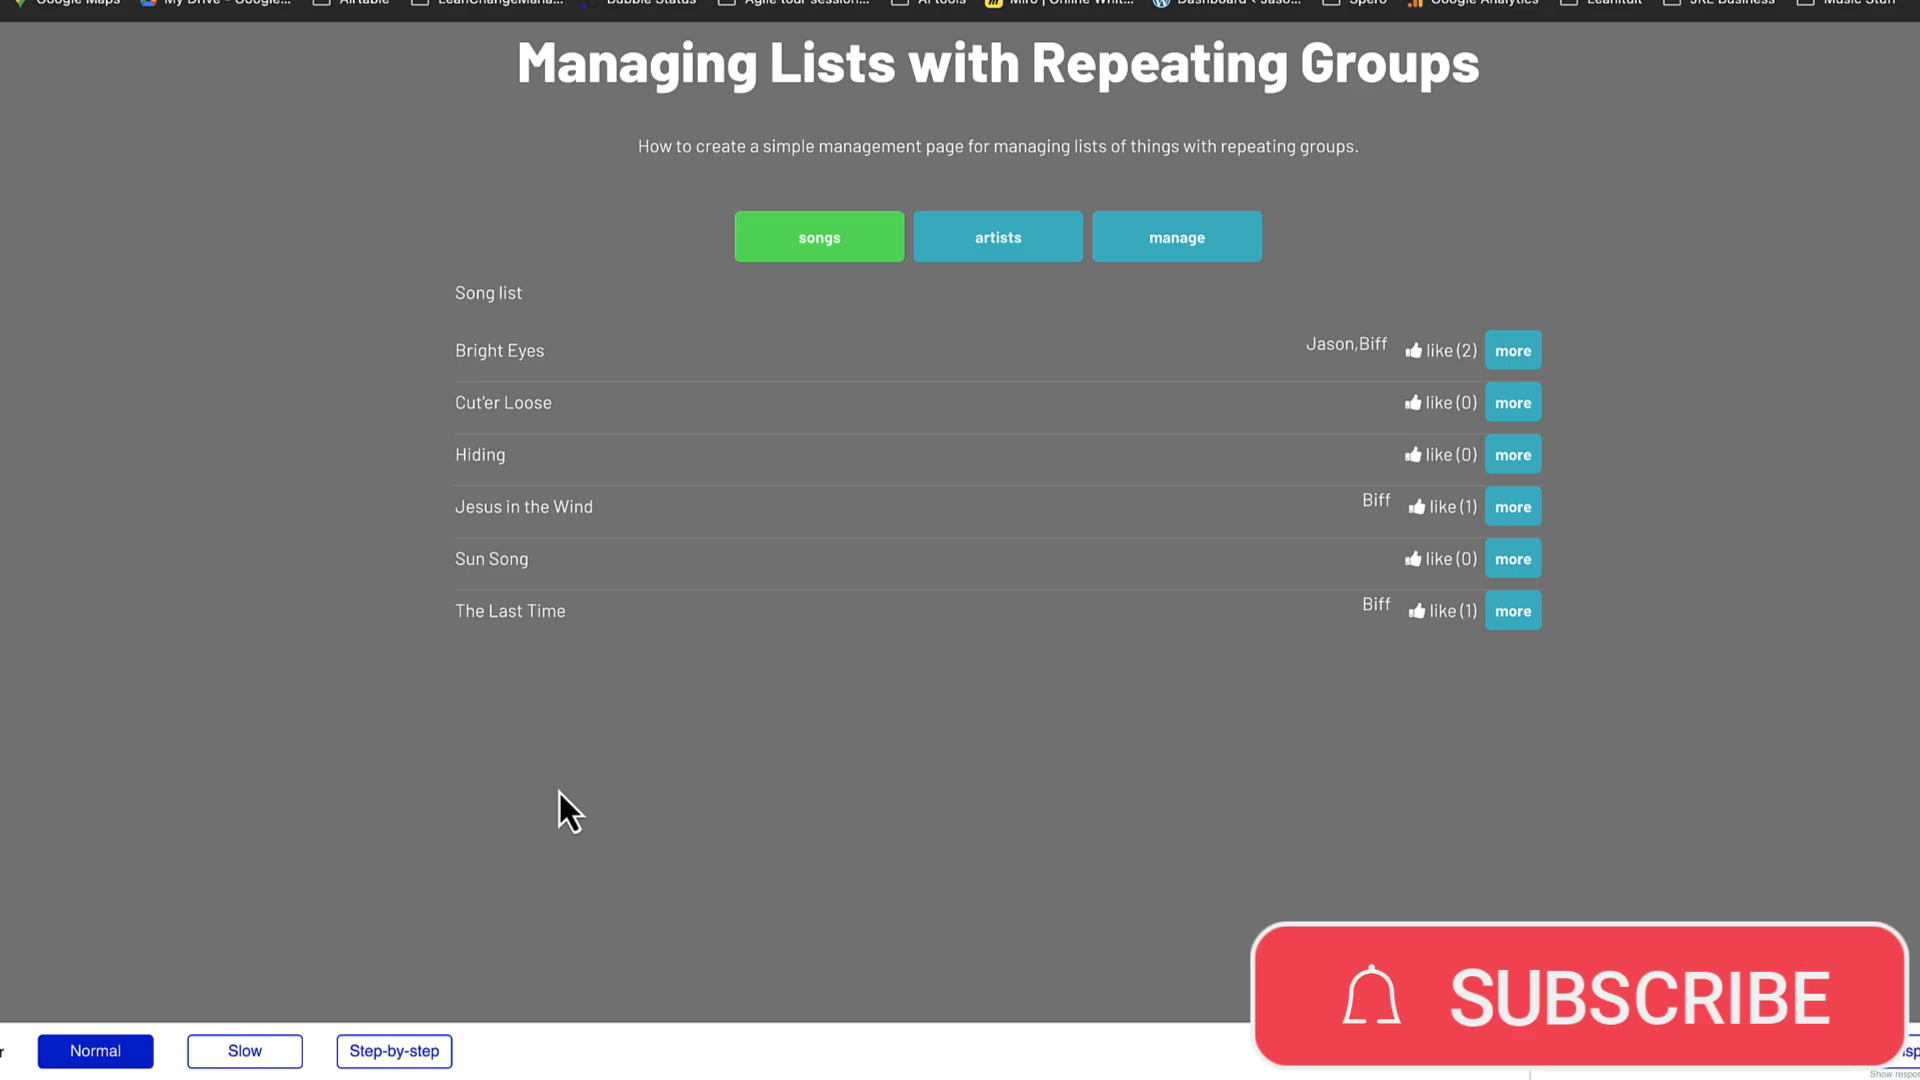 Managing Lists with Repeating Groups
How to create a simple management page for managing lists of things with repeating groups.
songs artists manage
Song list
Bright Eyes Jason,Biff like (2) more
Cut'er Loose like (0) more
Hiding like (0) more
Jesus in the Wind Biff like (1) more
Sun Song like (0) more
The Last Time Biff like (1) more
SUBSCRIBE
Normal Slow Step-by-step